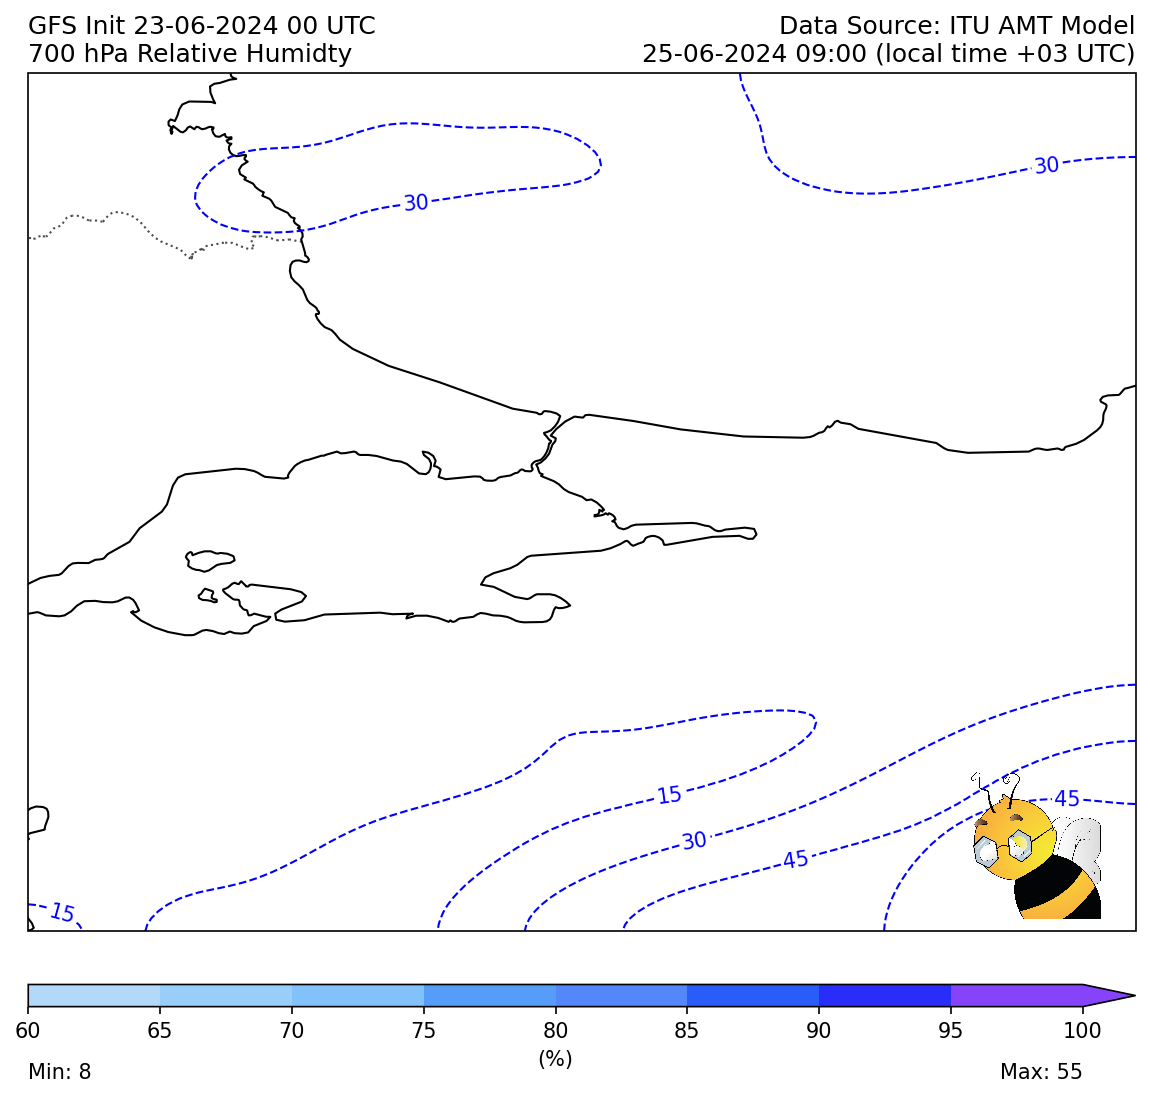 GFS Init 23-06-2024 00 UTC
Data Source: ITU AMT Model
700 hPa Relative Humidty
25-06-2024 09:00 (local time +03 UTC)
30
30
15
45
30
45
15
60 65 70 75 80 85 90 95 100
(%)
Min: 8
Max: 55